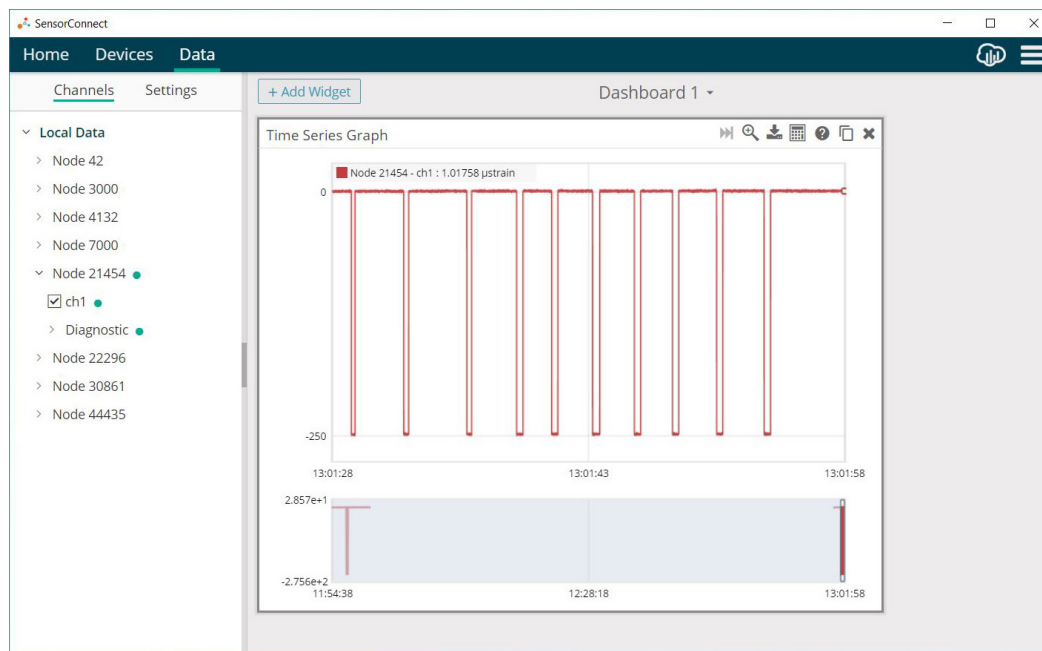 SensorConnect
Home Devices Data
Channels Settings
+ Add Widget
Dashboard 1
Local Data
Node 42
Node 3000
Node 4132
Node 7000
Node 21454
ch1
Diagnostic
Node 22296
Node 30861
Node 44435
Time Series Graph
Node 21454 - ch1 : 1.01758 µstrain
0
-250
13:01:28 13:01:43 13:01:58
2.857e+1
-2.756e+2
11:54:38 12:28:18 13:01:58